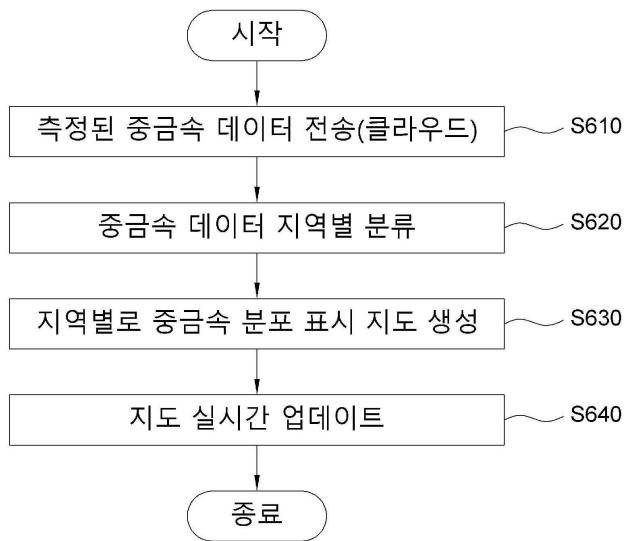 시작
측정된 중금속 데이터 전송(클라우드)
S610
중금속 데이터 지역별 분류
S620
지역별로 중금속 분포 표시 지도 생성
S630
지도 실시간 업데이트
S640
종료